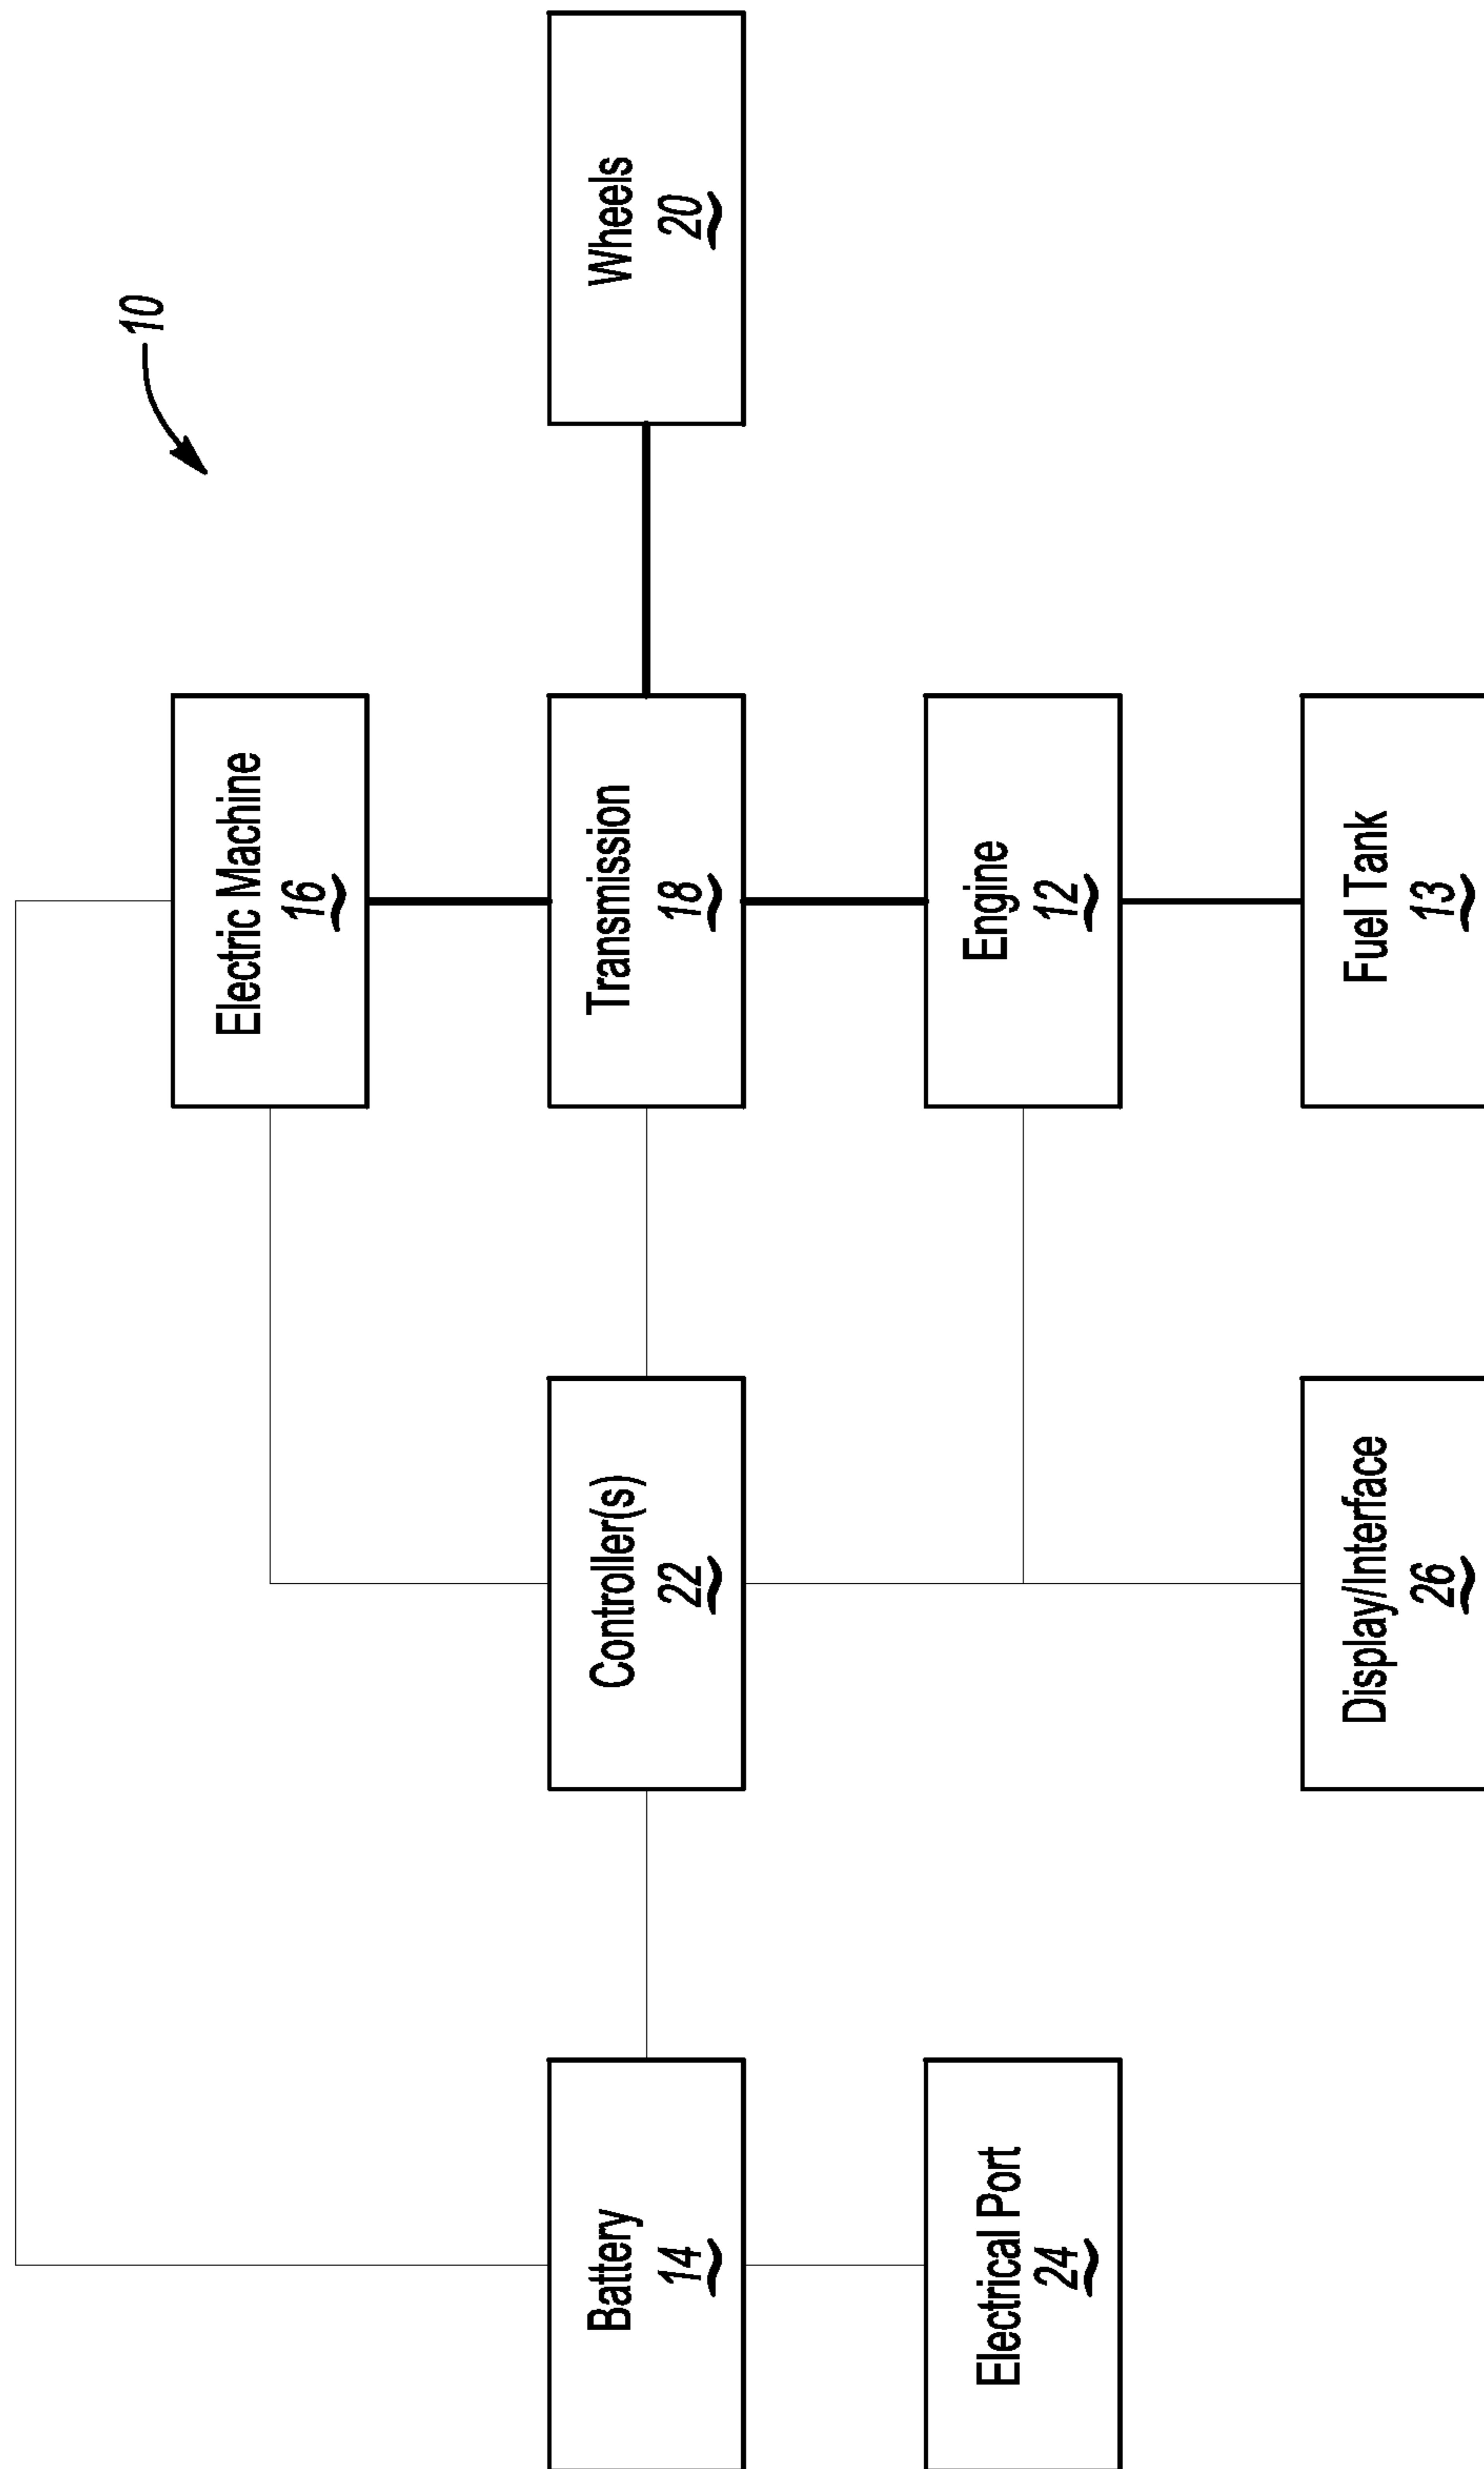 10
Electric Machine
16
Battery
14
Controller(s)
22
Transmission
18
Wheels
20
Electrical Port
24
Engine
12
Display/Interface
26
Fuel Tank
13